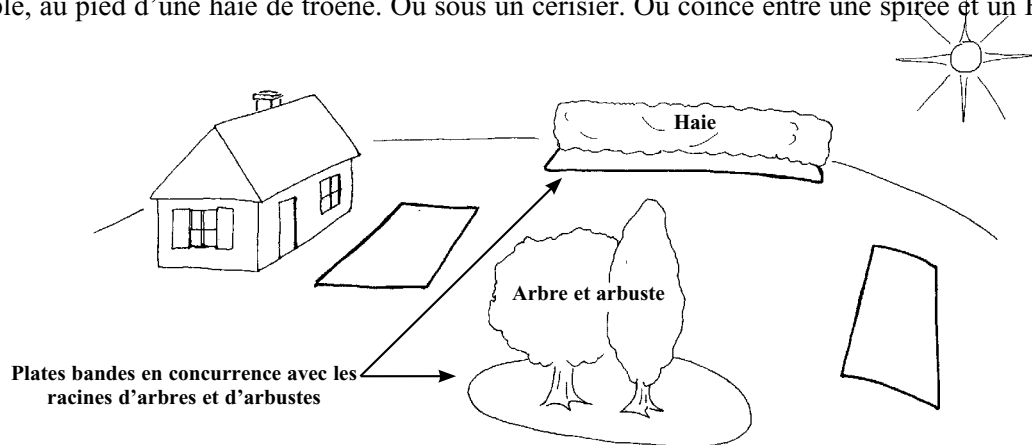 au pied d’une haie de troène. Ou sous un cerisier. Ou coincé entre une spirée et un
Haie
Arbre et arbuste
Plates bandes en concurrence avec les
racines d’arbres et d’arbustes